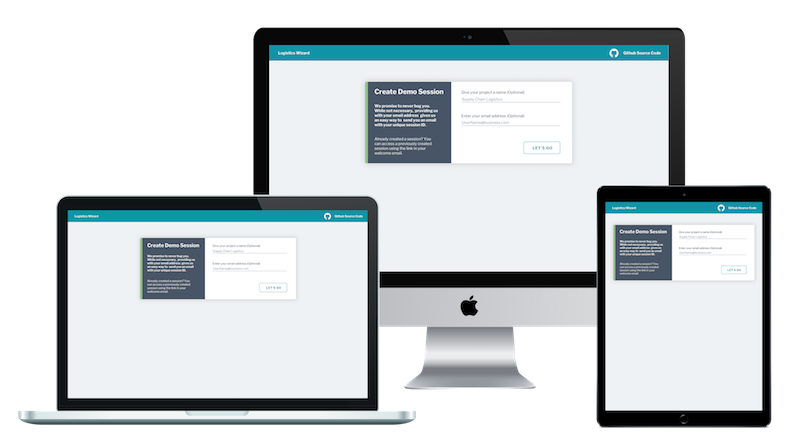 Logistics Wizard
Github Source Code
Create Demo Session
We promise to never bug you.
While not necessary, providing us
with your email address gives us
an easy way to send you an email
with your unique session ID.
Already created a session? You
can access a previously created
session using the link in your
welcome email.
Give your project a name (Optional)
Supply Chain Logistics
Enter your email address (Optional)
UserName@business.com
LET'S GO
Logistics Wizard
Github Source Code
Create Demo Session
We promise to never bug you.
While not necessary, providing us
with your email address gives us
an easy way to send you an email
with your unique session ID.
Already created a session? You
can access a previously created
session using the link in your
welcome email.
Give your project a name (Optional)
Supply Chain Logistics
Enter your email address (Optional)
UserName@business.com
LET'S GO
Logistics Wizard
Github Source Code
Create Demo Session
We promise to never bug you.
While not necessary, providing us
with your email address gives us
an easy way to send you an email
with your unique session ID.
Already created a session? You
can access a previously created
session using the link in your
welcome email.
Give your project a name (Optional)
Supply Chain Logistics
Enter your email address (Optional)
UserName@business.com
LET'S GO